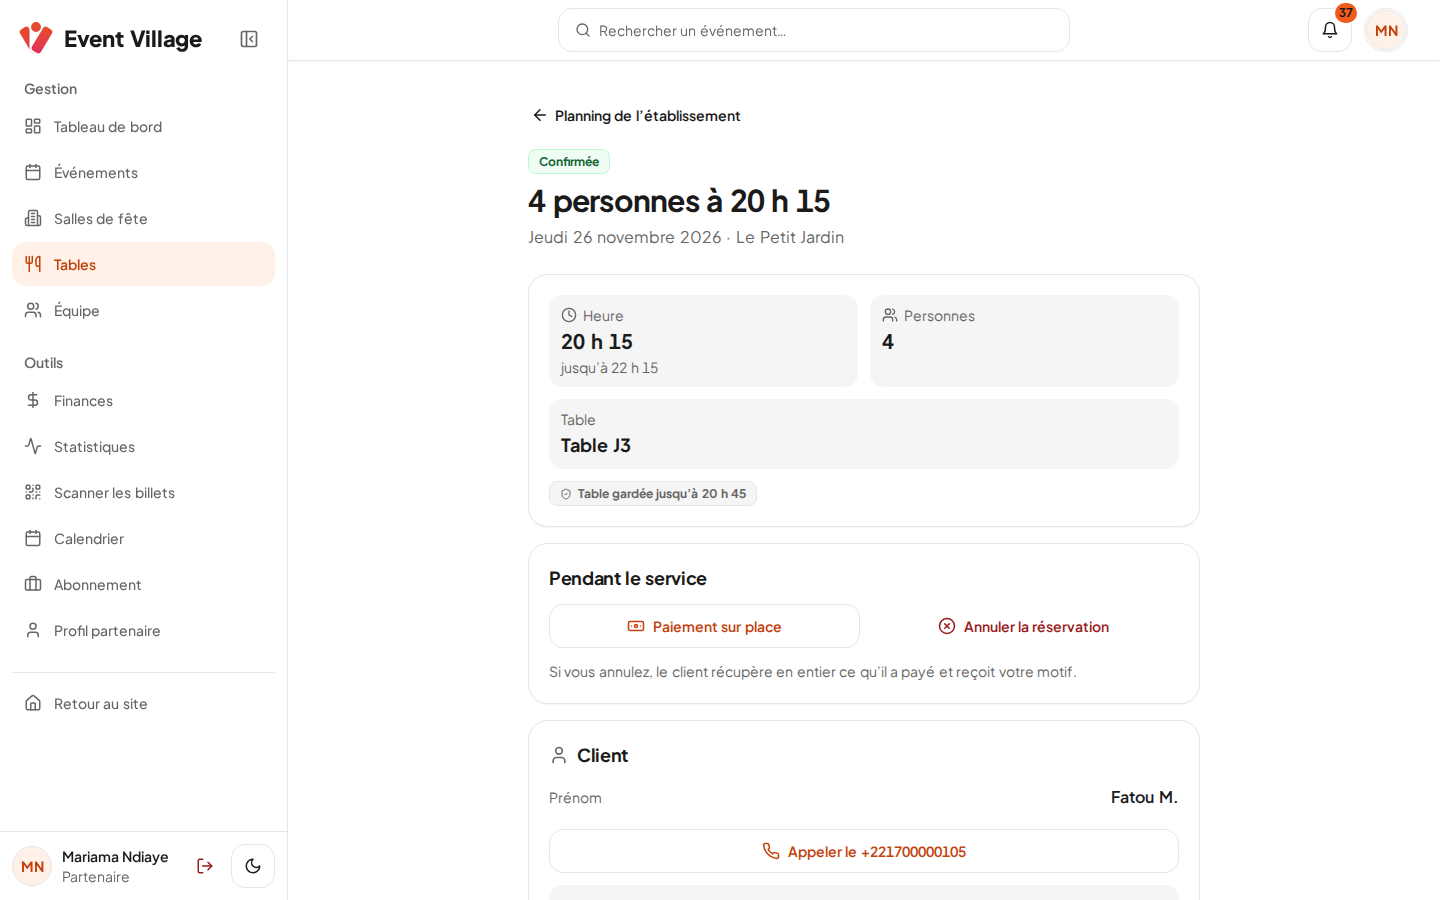 Event Village
Rechercher un événement…
37
MN
Gestion
Tableau de bord
Événements
Salles de fête
Tables
Équipe
Outils
Finances
Statistiques
Scanner les billets
Calendrier
Abonnement
Profil partenaire
Retour au site
MN
Mariama Ndiaye
Partenaire
Planning de l'établissement
Confirmée
4 personnes à 20 h 15
Jeudi 26 novembre 2026 · Le Petit Jardin
Heure
20 h 15
jusqu'à 22 h 15
Personnes
4
Table
Table J3
Table gardée jusqu'à 20 h 45
Pendant le service
Paiement sur place
Annuler la réservation
Si vous annulez, le client récupère en entier ce qu'il a payé et reçoit votre motif.
Client
Prénom
Fatou M.
Appeler le +221700000105